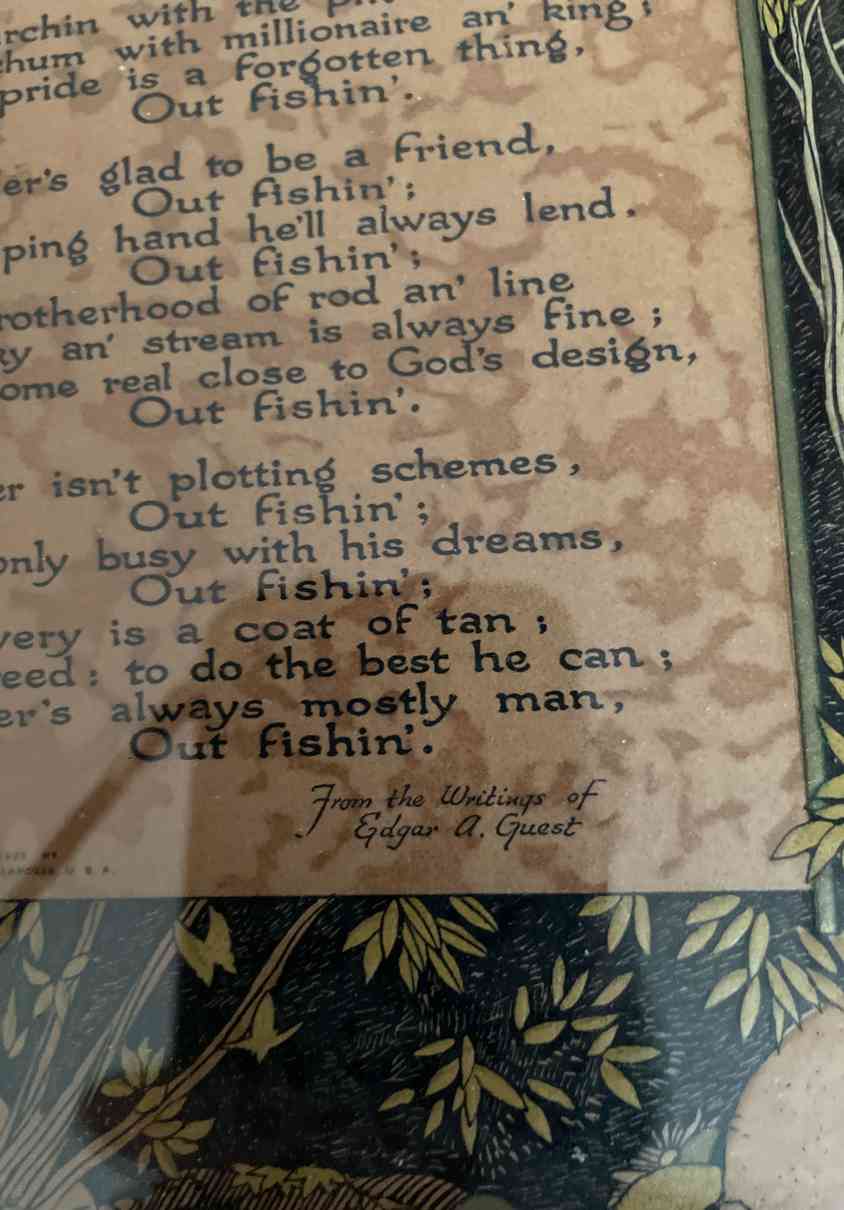 with the
with millionaire an' king;
pride is a forgotten thing,
Out fishin'.
er's glad to be a friend,
Out fishin';
ping hand he'll always lend.
Out fishin';
rotherhood of rod an' line
an' stream is always fine;
ome real close to God's design,
Out fishin'.
er isn't plotting schemes,
Out fishin';
only busy with his dreams,
Out fishin';
very is a coat of tan;
reed: to do the best he can;
er's always mostly man,
Out fishin'.
From the Writings of
Edgar A. Guest